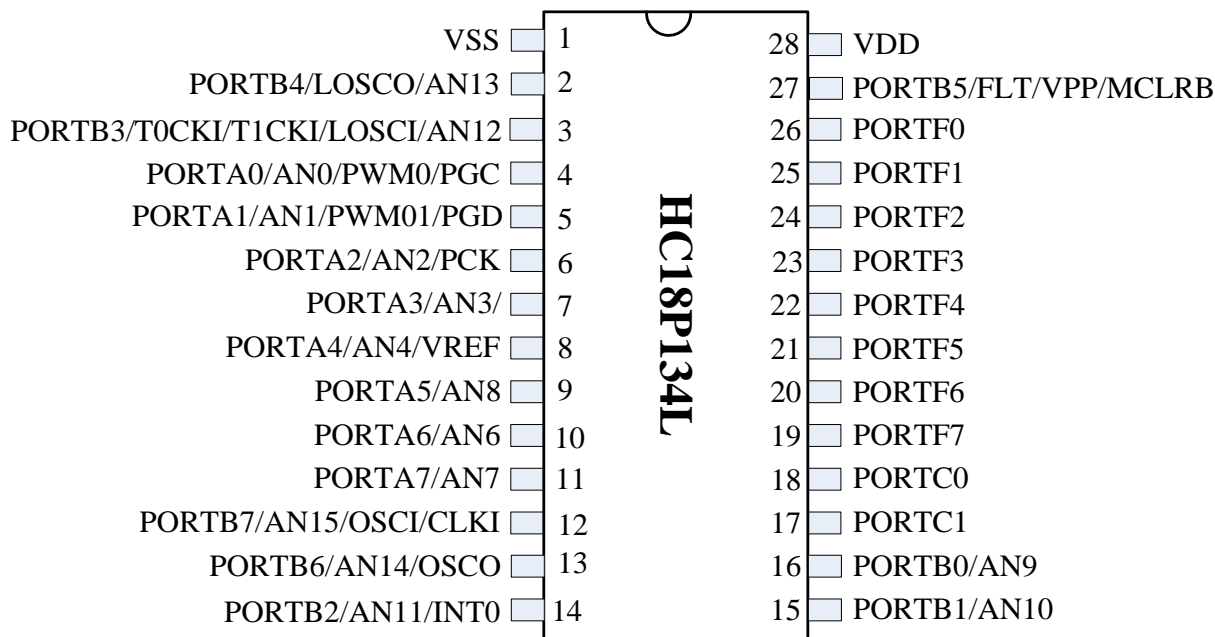 VSS 1 28 VDD
PORTB4/LOSCO/AN13 2 27 PORTB5/FLT/VPP/MCLRB
PORTB3/T0CKI/T1CKI/LOSCI/AN12 3 26 PORTF0
PORTA0/AN0/PWM0/PGC 4 25 PORTF1
PORTA1/AN1/PWM01/PGD 5 24 PORTF2
PORTA2/AN2/PCK 6 23 PORTF3
PORTA3/AN3/ 7 22 PORTF4
PORTA4/AN4/VREF 8 21 PORTF5
PORTA5/AN8 9 20 PORTF6
PORTA6/AN6 10 19 PORTF7
PORTA7/AN7 11 18 PORTC0
PORTB7/AN15/OSCI/CLKI 12 17 PORTC1
PORTB6/AN14/OSCO 13 16 PORTB0/AN9
PORTB2/AN11/INT0 14 15 PORTB1/AN10
HC18P134L